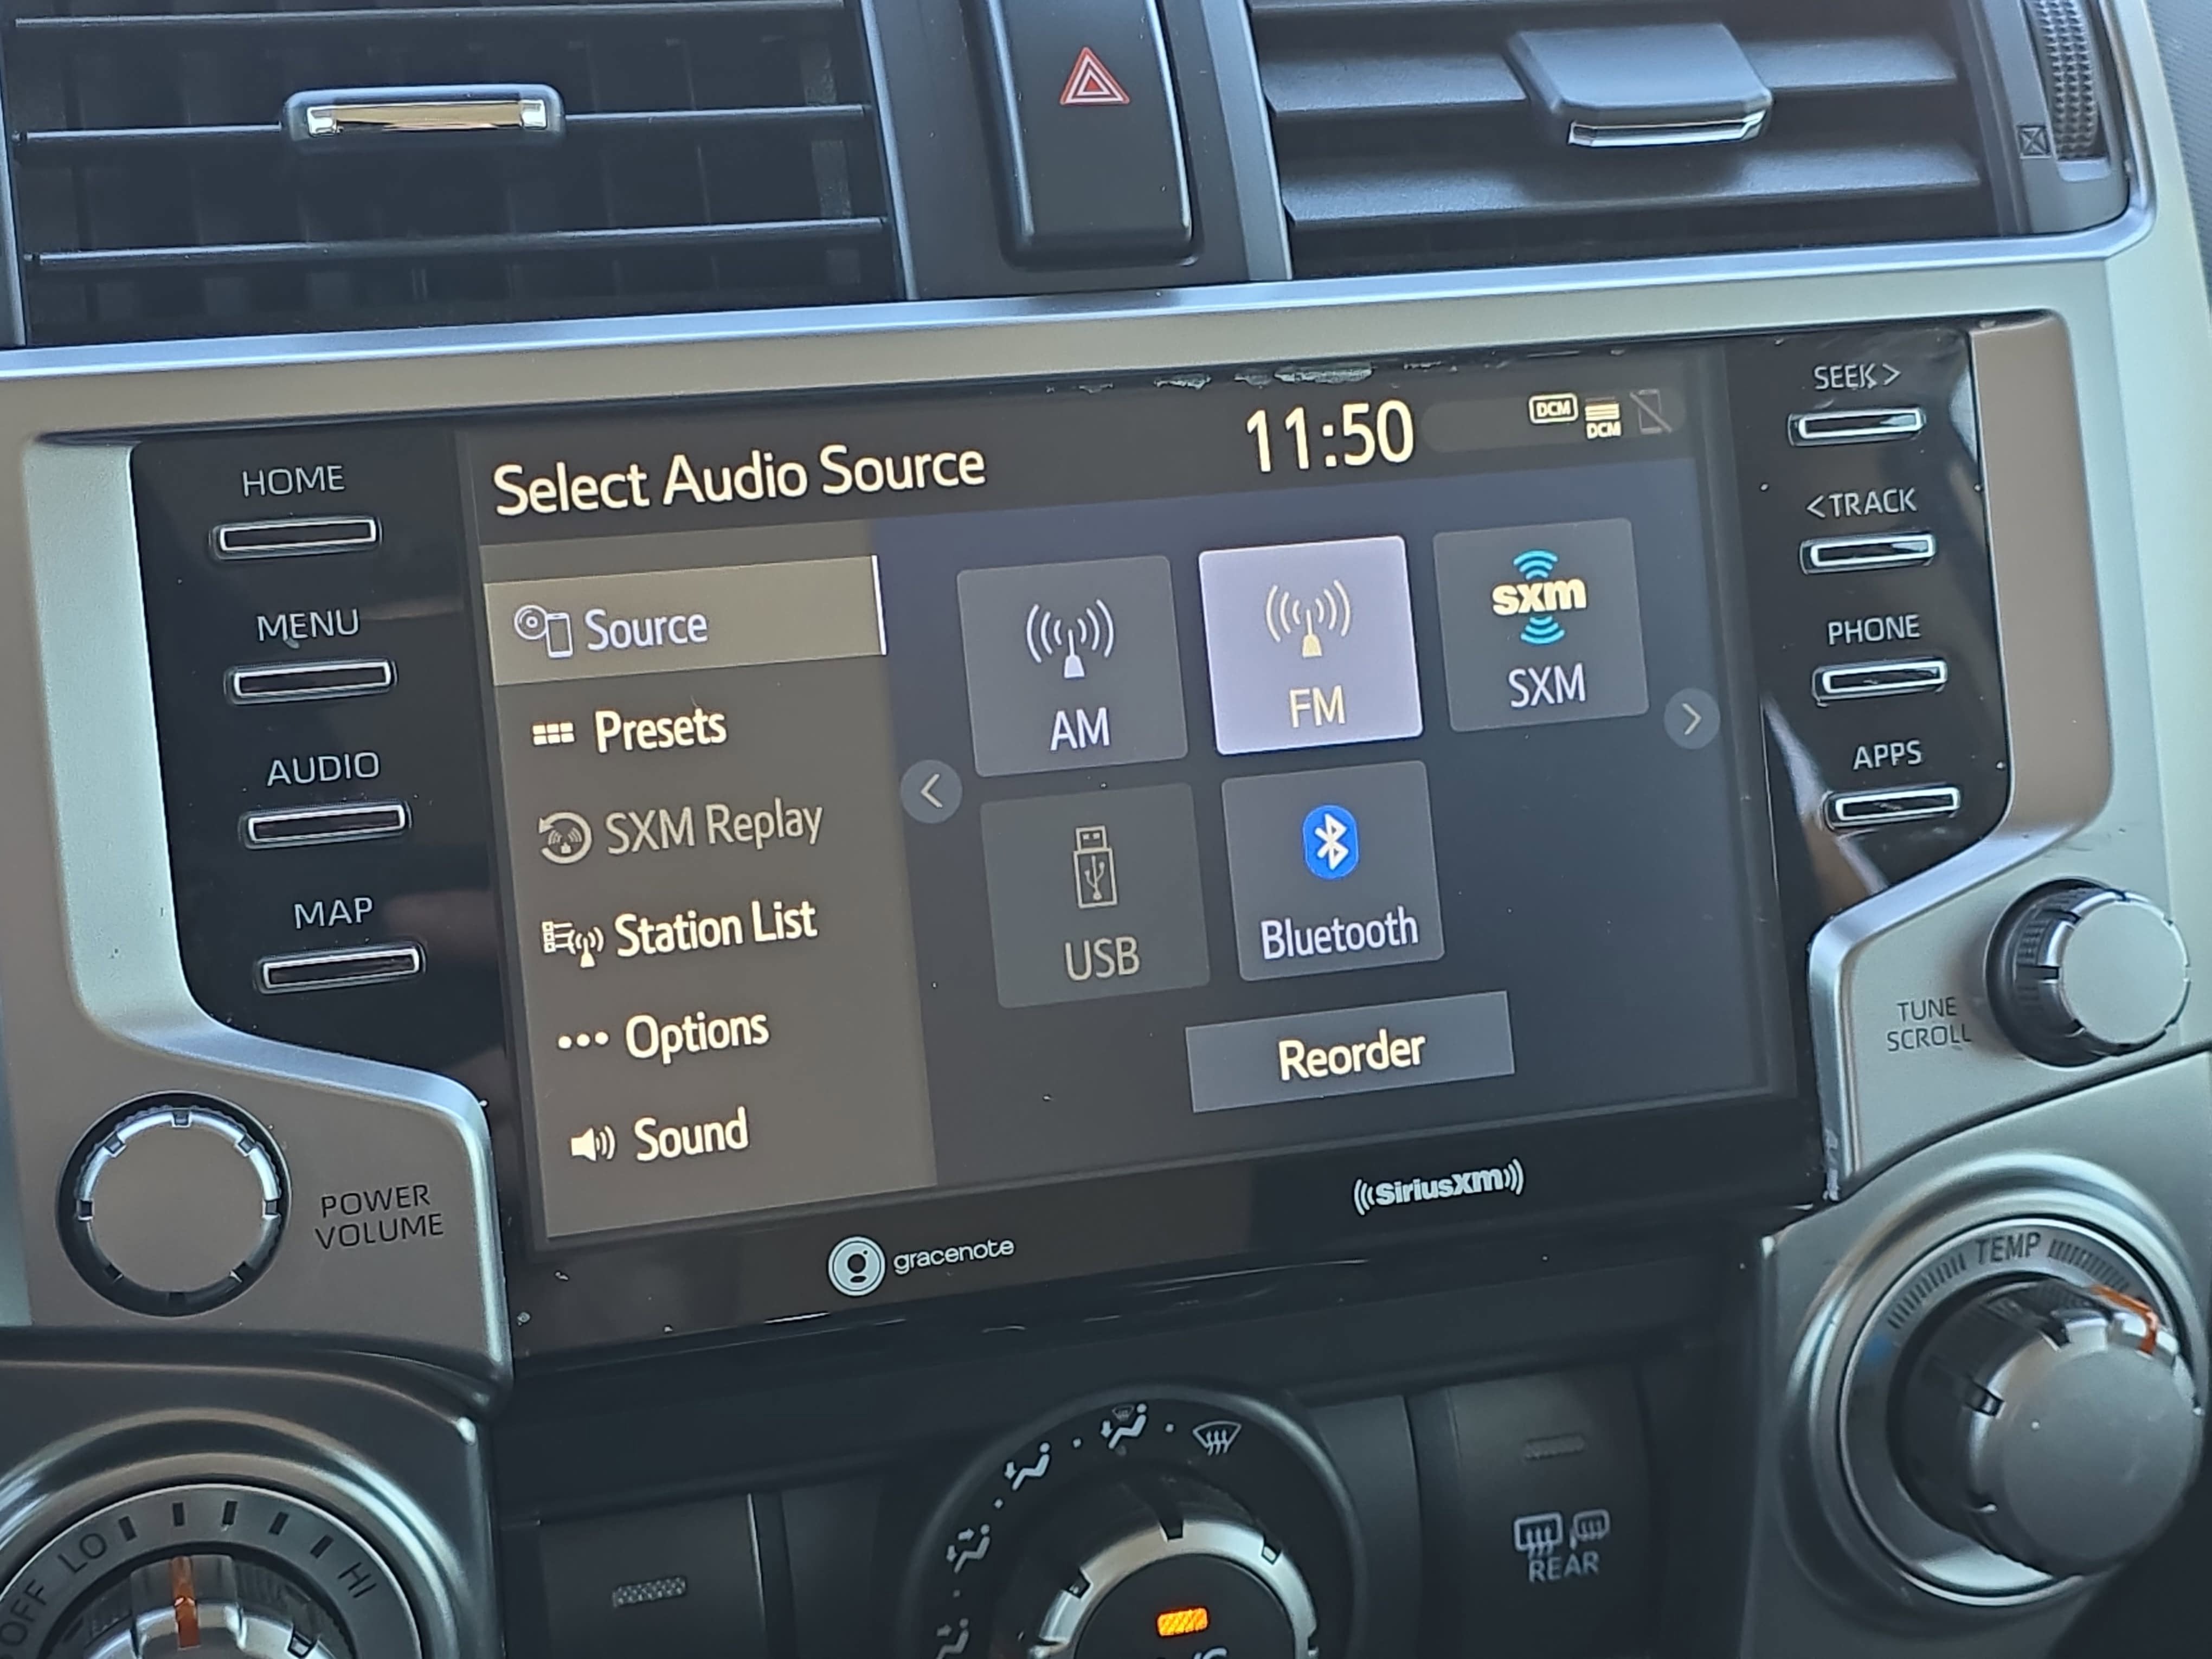 SEEK>
HOME
Select Audio Source
11:50
DCM
DCM
<TRACK
MENU
Source
AM
FM
sxm
SXM
PHONE
Presets
AUDIO
SXM Replay
APPS
MAP
Station List
USB
Bluetooth
Options
Reorder
TUNE
SCROLL
Sound
POWER
VOLUME
gracenote
((SiriusXM))
TEMP
OFF
LO
HI
REAR